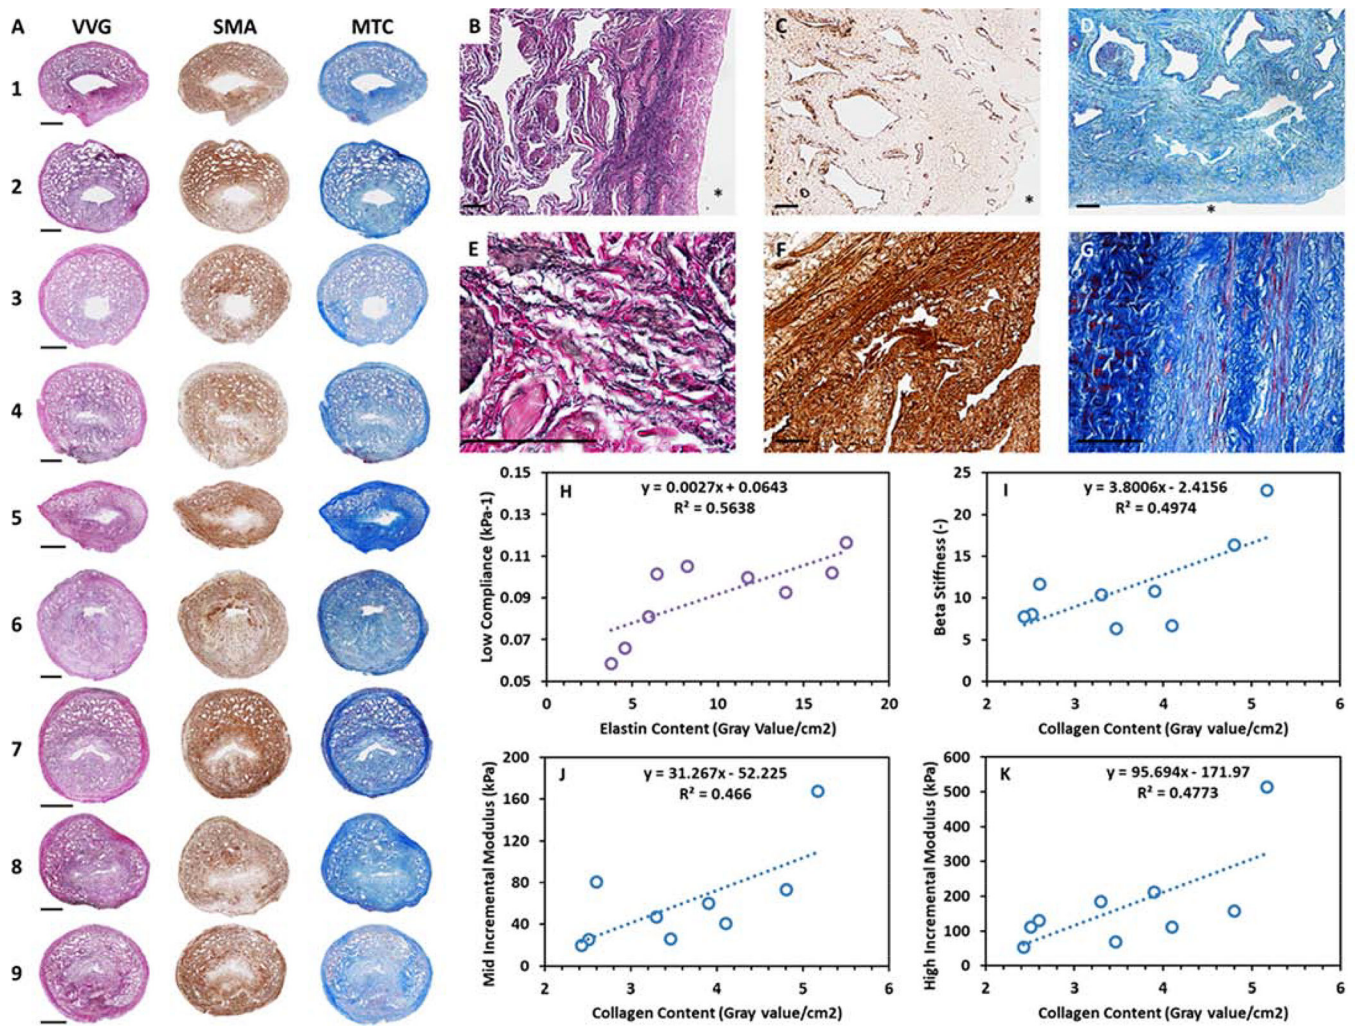 A VVG SMA MTC
1
2
3
4
5
6
7
8
9
B
*
C
*
D
*
E
F
G
H
y = 0.0027x + 0.0643
R² = 0.5638
Low Compliance (kPa-1)
0.15
0.13
0.11
0.09
0.07
0.05
0 5 10 15 20
Elastin Content (Gray Value/cm2)
I
y = 3.8006x - 2.4156
R² = 0.4974
Beta Stiffness (-)
25
20
15
10
5
0
2 3 4 5 6
Collagen Content (Gray value/cm2)
J
y = 31.267x - 52.225
R² = 0.466
Mid Incremental Modulus (kPa)
200
160
120
80
40
0
2 3 4 5 6
Collagen Content (Gray value/cm2)
K
y = 95.694x - 171.97
R² = 0.4773
High Incremental Modulus (kPa)
600
500
400
300
200
100
0
2 3 4 5 6
Collagen Content (Gray value/cm2)